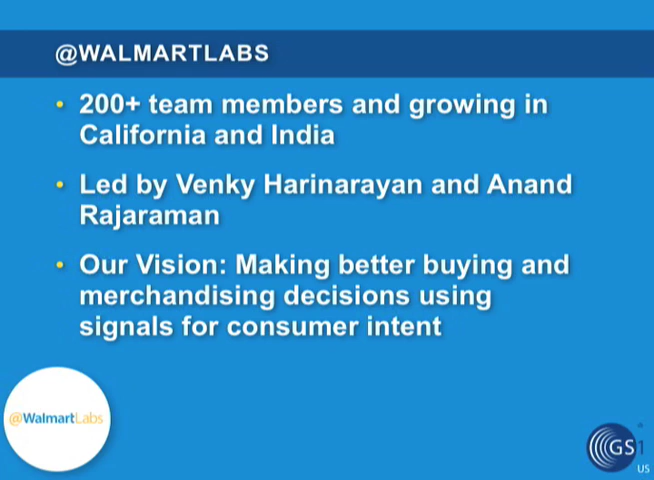 @WALMARTLABS
• 200+ team members and growing in
California and India
• Led by Venky Harinarayan and Anand
Rajaraman
• Our Vision: Making better buying and
merchandising decisions using
signals for consumer intent
@WalmartLabs
GS1
US